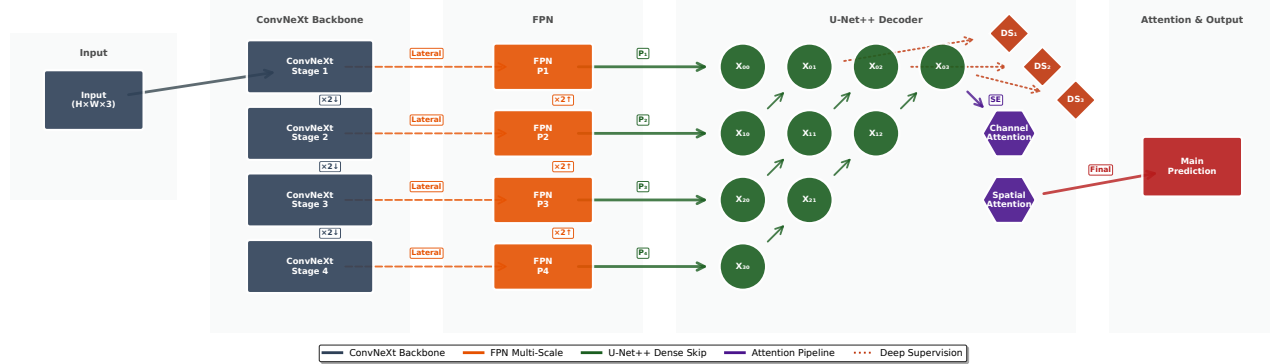 Input
ConvNeXt Backbone
FPN
U-Net++ Decoder
Attention & Output
Input
(H×W×3)
ConvNeXt
Stage 1
Lateral
FPN
P1
P₁
X₀₀
X₀₁
X₀₂
X₀₃
DS₁
DS₂
DS₃
×2↓
×2↑
SE
ConvNeXt
Stage 2
Lateral
FPN
P2
P₂
X₁₀
X₁₁
X₁₂
Channel
Attention
×2↓
×2↑
Final
Main
Prediction
ConvNeXt
Stage 3
Lateral
FPN
P3
P₃
X₂₀
X₂₁
Spatial
Attention
×2↓
×2↑
ConvNeXt
Stage 4
Lateral
FPN
P4
P₄
X₃₀
ConvNeXt Backbone
FPN Multi-Scale
U-Net++ Dense Skip
Attention Pipeline
Deep Supervision